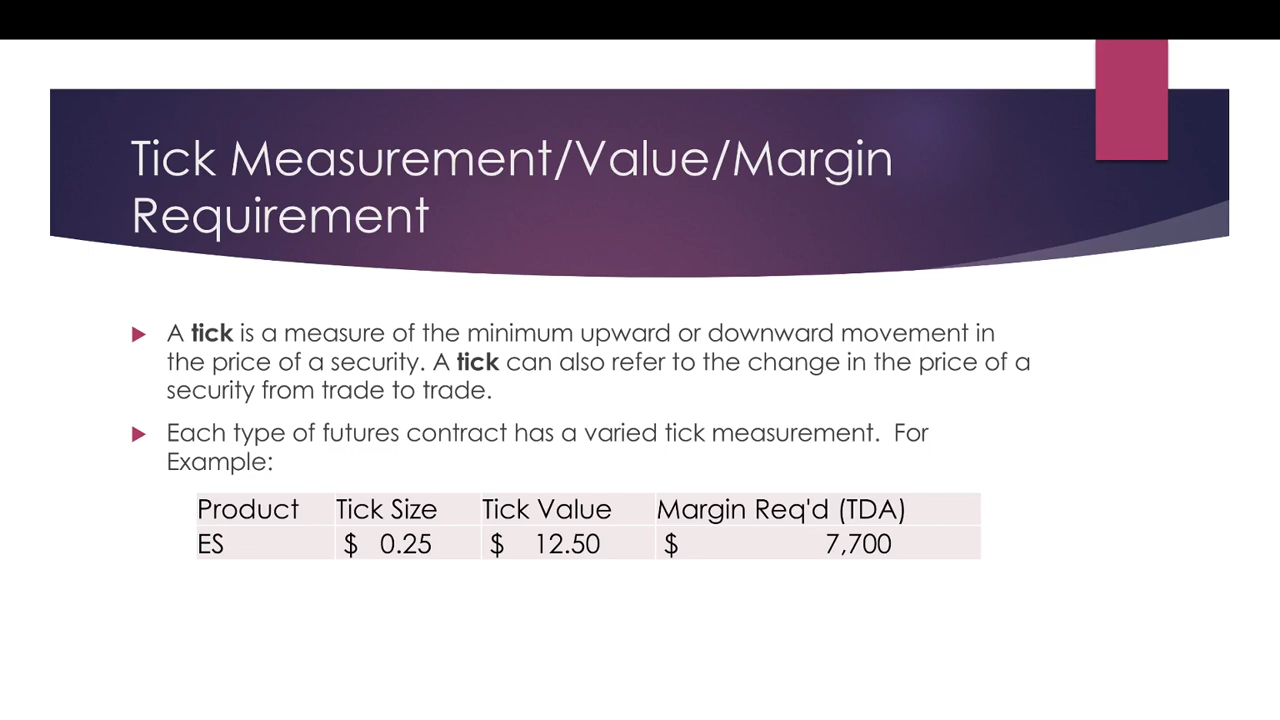 Tick Measurement/Value/Margin
Requirement
A tick is a measure of the minimum upward or downward movement in
the price of a security. A tick can also refer to the change in the price of a
security from trade to trade.
Each type of futures contract has a varied tick measurement.  For
Example:
Product Tick Size Tick Value Margin Req'd (TDA)
ES $ 0.25 $ 12.50 $ 7,700